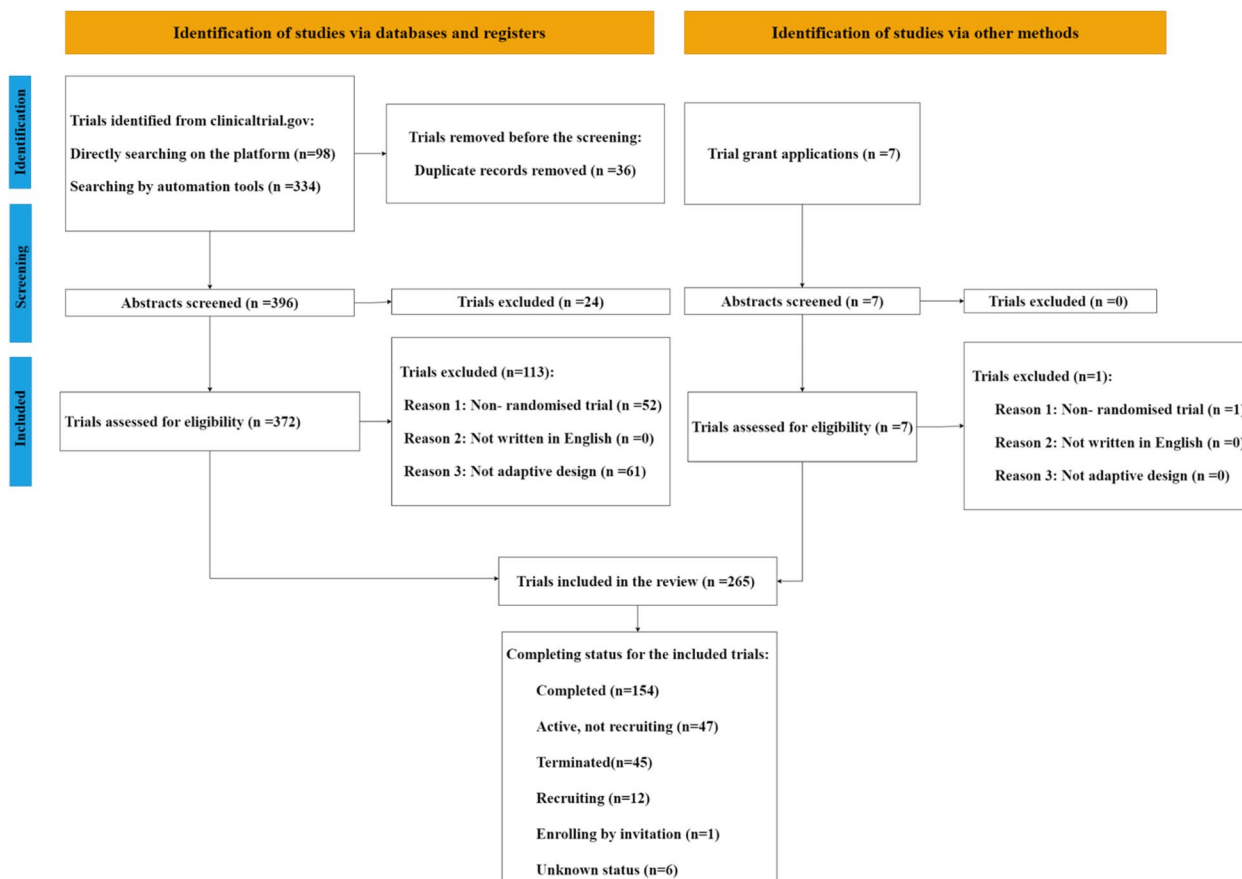 Identification of studies via databases and registers
Identification of studies via other methods
Identification
Trials identified from clinicaltrial.gov:
Directly searching on the platform (n=98)
Searching by automation tools (n =334)
Trials removed before the screening:
Duplicate records removed (n =36)
Trial grant applications (n =7)
Screening
Abstracts screened (n =396)
Trials excluded (n =24)
Abstracts screened (n =7)
Trials excluded (n =0)
Included
Trials assessed for eligibility (n =372)
Trials excluded (n=113):
Reason 1: Non- randomised trial (n =52)
Reason 2: Not written in English (n =0)
Reason 3: Not adaptive design (n =61)
Trials assessed for eligibility (n =7)
Trials excluded (n=1):
Reason 1: Non- randomised trial (n =1)
Reason 2: Not written in English (n =0)
Reason 3: Not adaptive design (n =0)
Trials included in the review (n =265)
Completing status for the included trials:
Completed (n=154)
Active, not recruiting (n=47)
Terminated(n=45)
Recruiting (n=12)
Enrolling by invitation (n=1)
Unknown status (n=6)